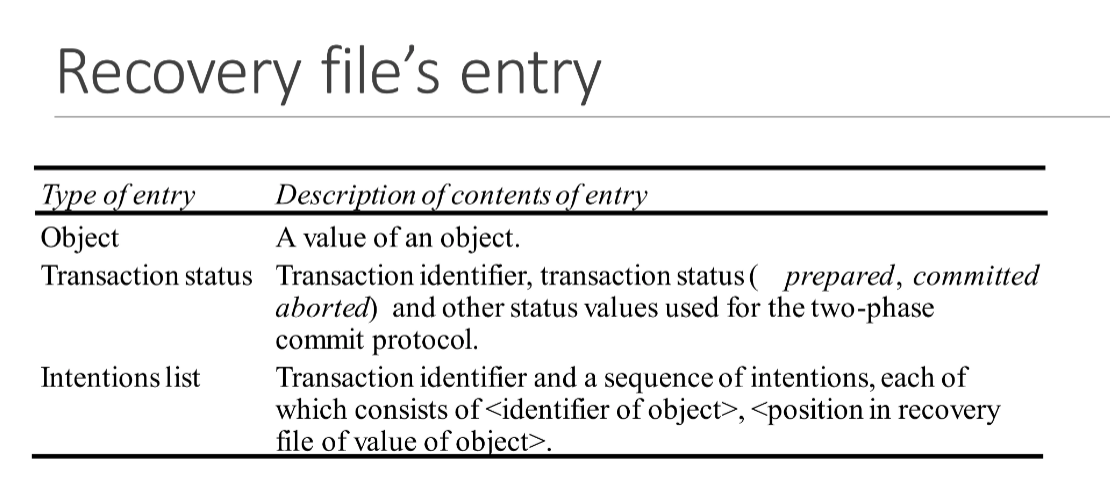 Recovery file’s entry
Type of entry Description of contents of entry
Object A value of an object.
Transaction status Transaction identifier, transaction status ( prepared, committed
aborted) and other status values used for the two-phase
commit protocol.
Intentions list Transaction identifier and a sequence of intentions, each of
which consists of <identifier of object>, <position in recovery
file of value of object>.